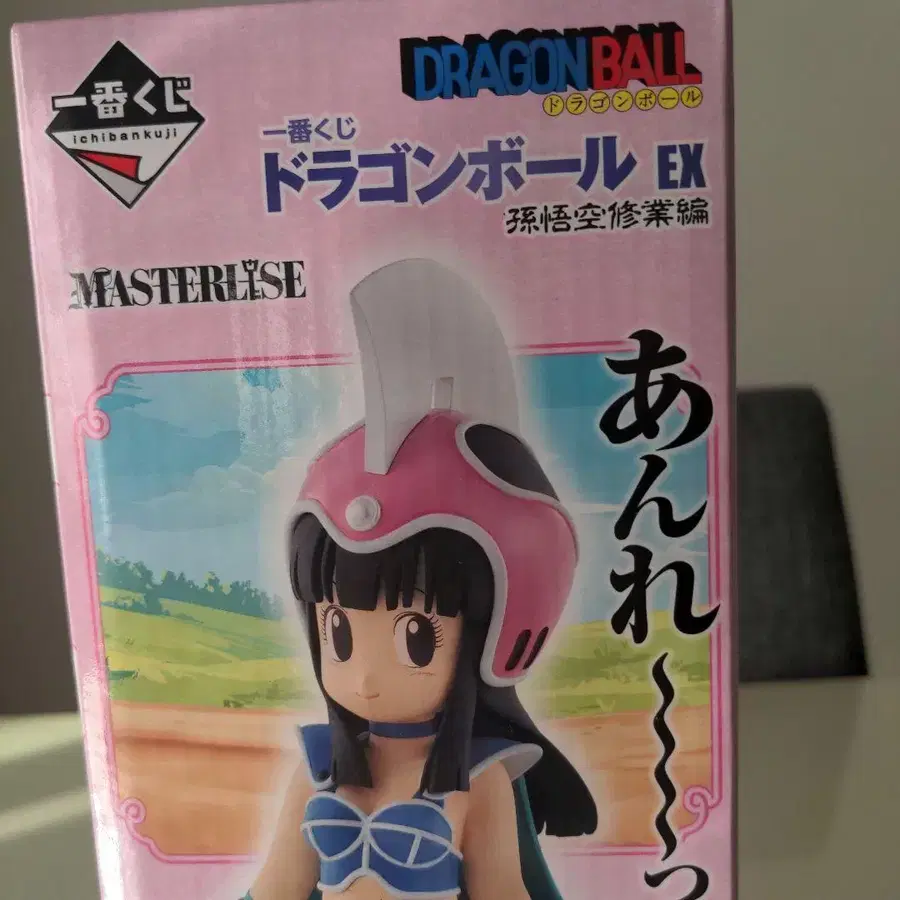 一番くじ
ichibankuji
DRAGON BALL
ドラゴンボール
一番くじ
ドラゴンボール EX
孫悟空修業編
MASTERLISE
あんれ〜〜〜っ